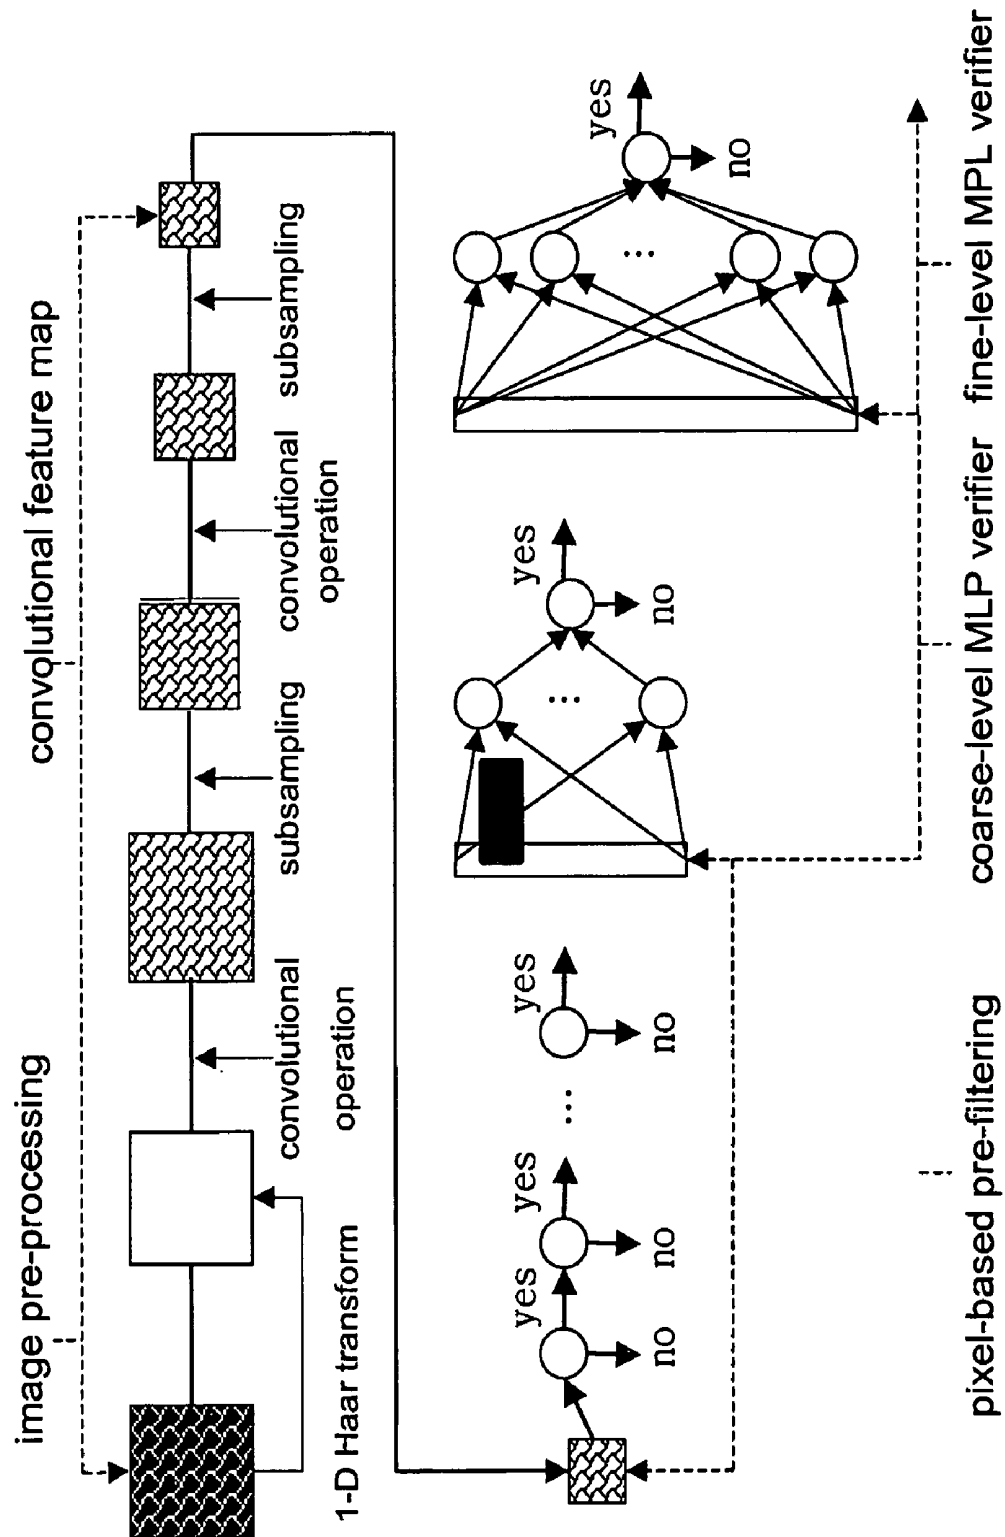 image pre-processing
convolutional feature map
convolutional operation
subsampling
convolutional operation
subsampling
1-D Haar transform
yes
yes
...
yes
no
no
no
...
yes
no
...
yes
no
pixel-based pre-filtering
coarse-level MLP verifier
fine-level MPL verifier